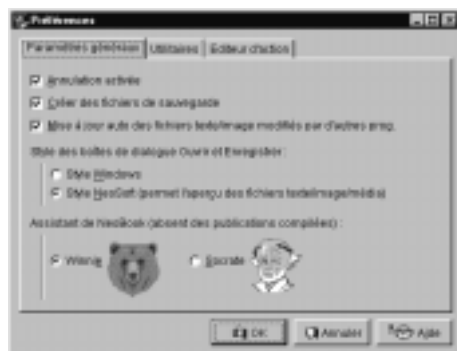 Préférences
Paramètres généraux Utilitaires Editeur d'action
Annulation activée
Créer des fichiers de sauvegarde
Mise à jour auto des fichiers texte/image modifiés par d'autres prog.
Style des boîtes de dialogue Ouvrir et Enregistrer :
Style Windows
Style NeoSoft (permet l'aperçu des fichiers texte/image/média)
Assistant de NeoBook (absent des publications compilées) :
Winnie Socrate
OK Annuler Aide